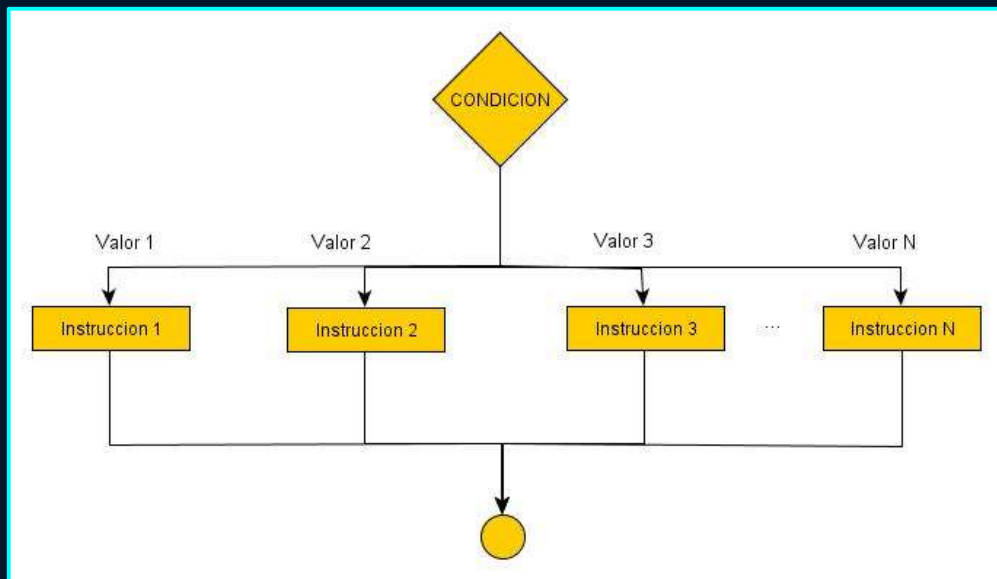 CONDICION
Valor 1
Valor 2
Valor 3
Valor N
Instruccion 1
Instruccion 2
Instruccion 3
...
Instruccion N